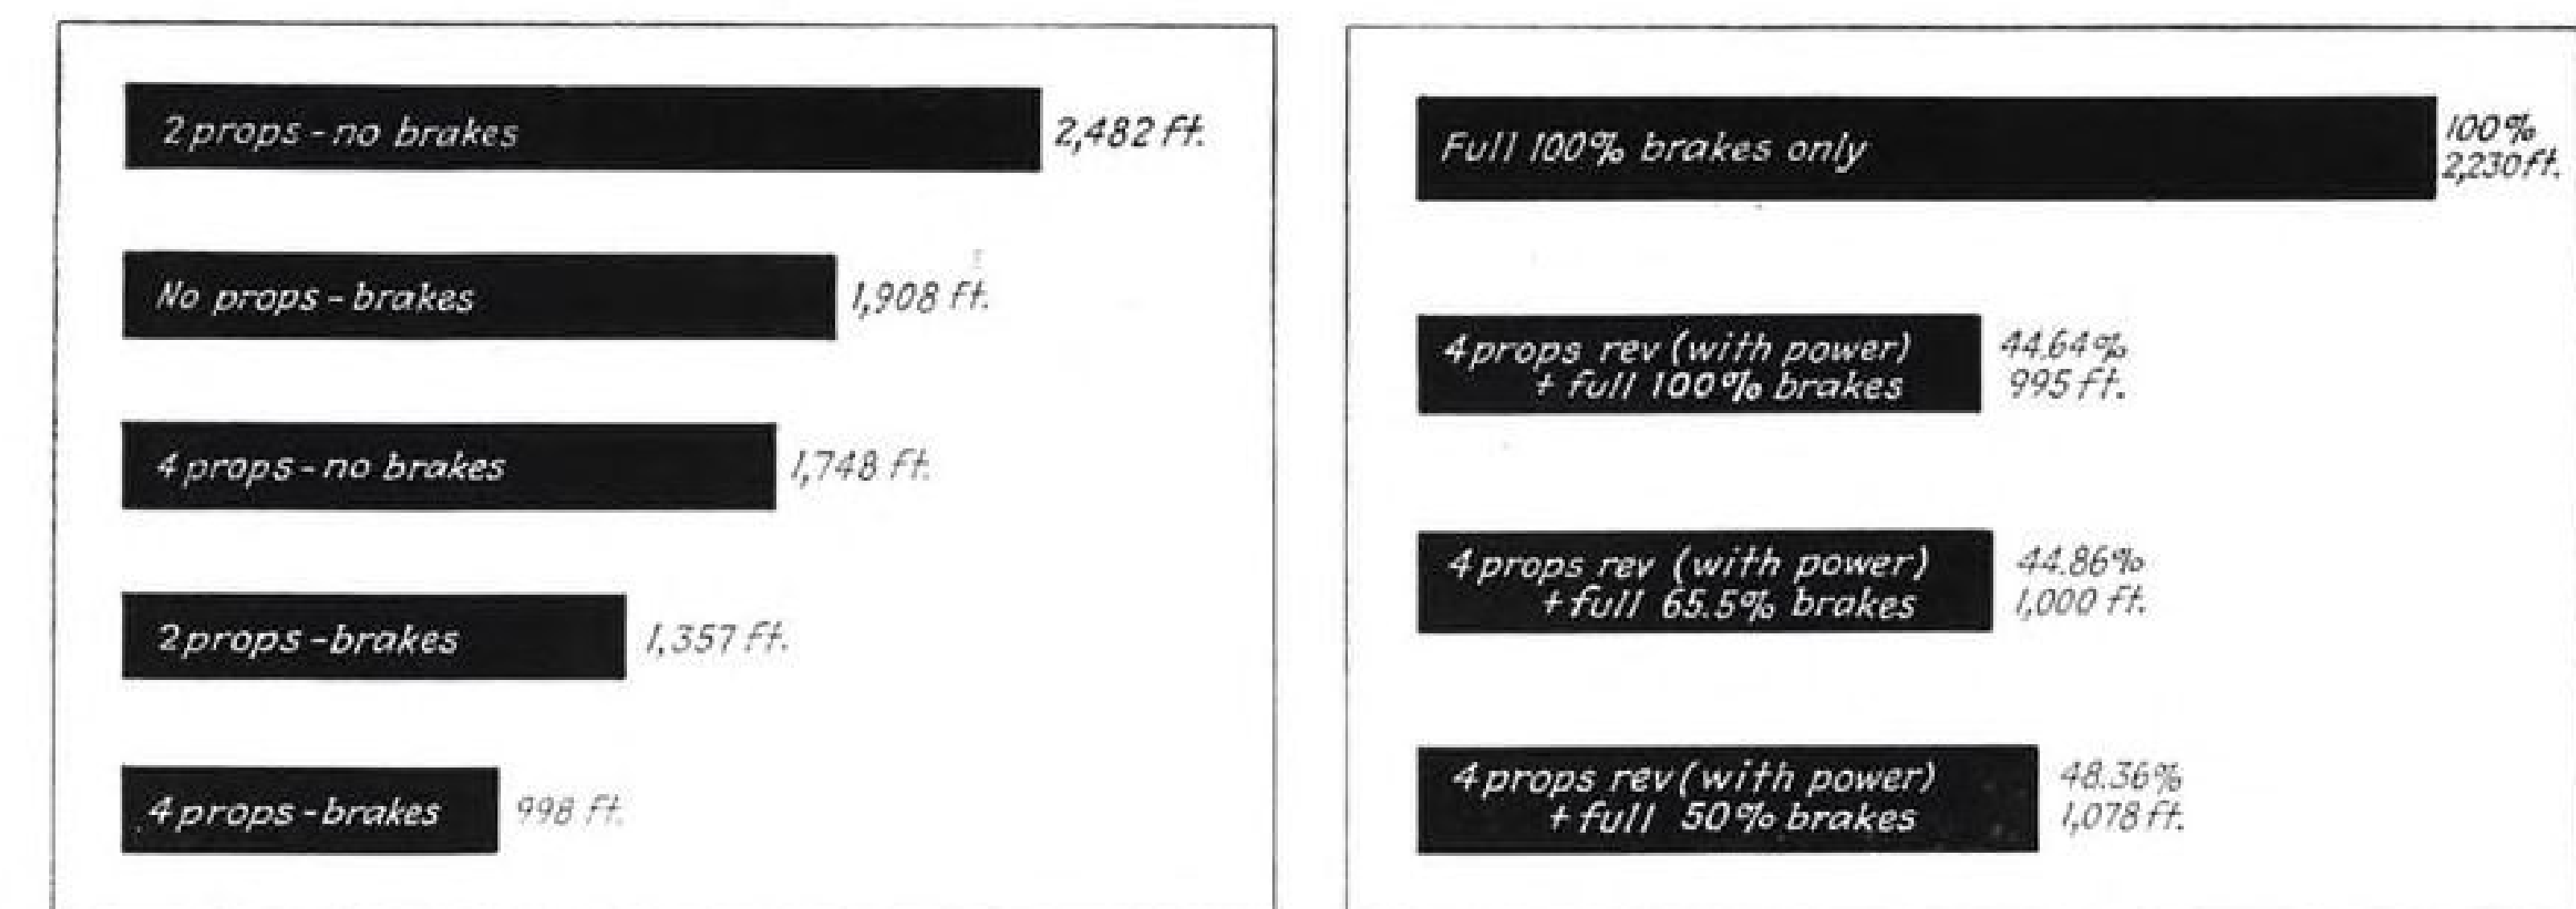 2 props - no brakes
2,482 ft.
No props - brakes
1,908 ft.
4 props - no brakes
1,748 ft.
2 props - brakes
1,357 ft.
4 props - brakes
998 ft.
Full 100% brakes only
100%
2,230 ft.
4 props rev (with power)
+ full 100% brakes
44.64%
995 ft.
4 props rev (with power)
+ full 65.5% brakes
44.86%
1,000 ft.
4 props rev (with power)
+ full 50% brakes
48.36%
1,078 ft.